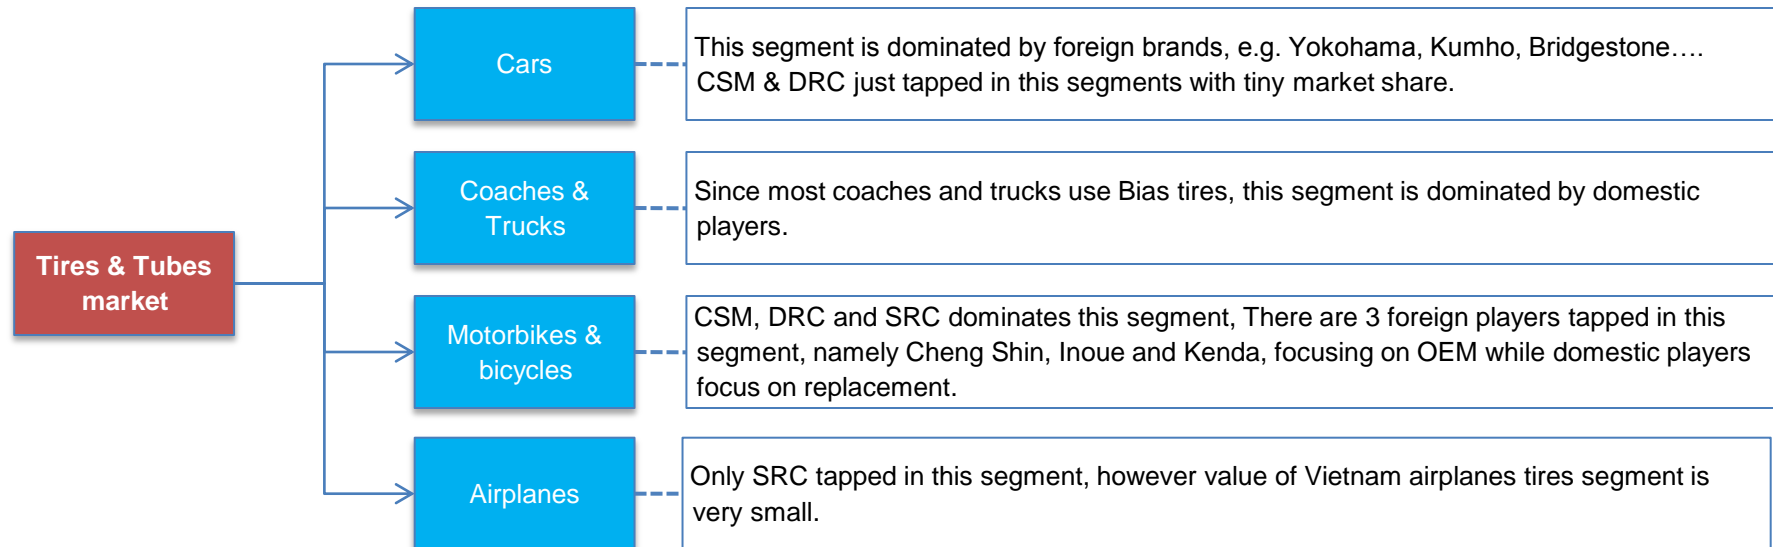 Cars
This segment is dominated by foreign brands, e.g. Yokohama, Kumho, Bridgestone….
CSM & DRC just tapped in this segments with tiny market share.
Coaches &
Trucks
Since most coaches and trucks use Bias tires, this segment is dominated by domestic
players.
Tires & Tubes
market
Motorbikes &
bicycles
CSM, DRC and SRC dominates this segment, There are 3 foreign players tapped in this
segment, namely Cheng Shin, Inoue and Kenda, focusing on OEM while domestic players
focus on replacement.
Airplanes
Only SRC tapped in this segment, however value of Vietnam airplanes tires segment is
very small.